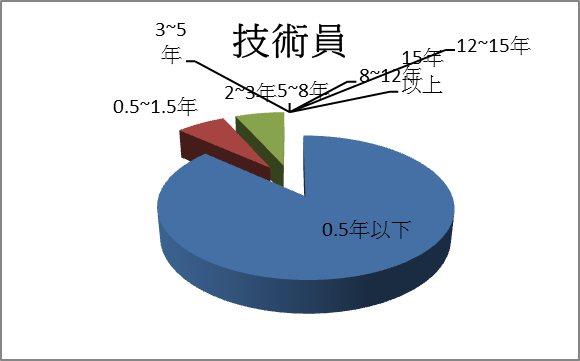 技術員
3~5
年
12~15年
15年
以上
8~12年
5~8年
2~3年
0.5~1.5年
0.5年以下